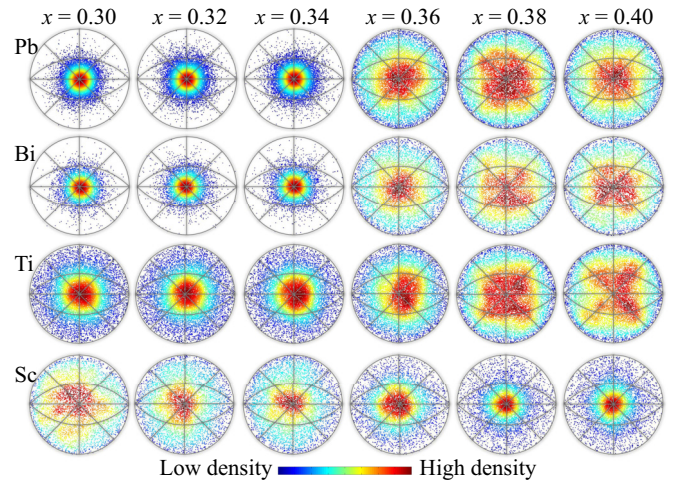 x = 0.30 x = 0.32 x = 0.34 x = 0.36 x = 0.38 x = 0.40
Pb
Bi
Ti
Sc
Low density High density